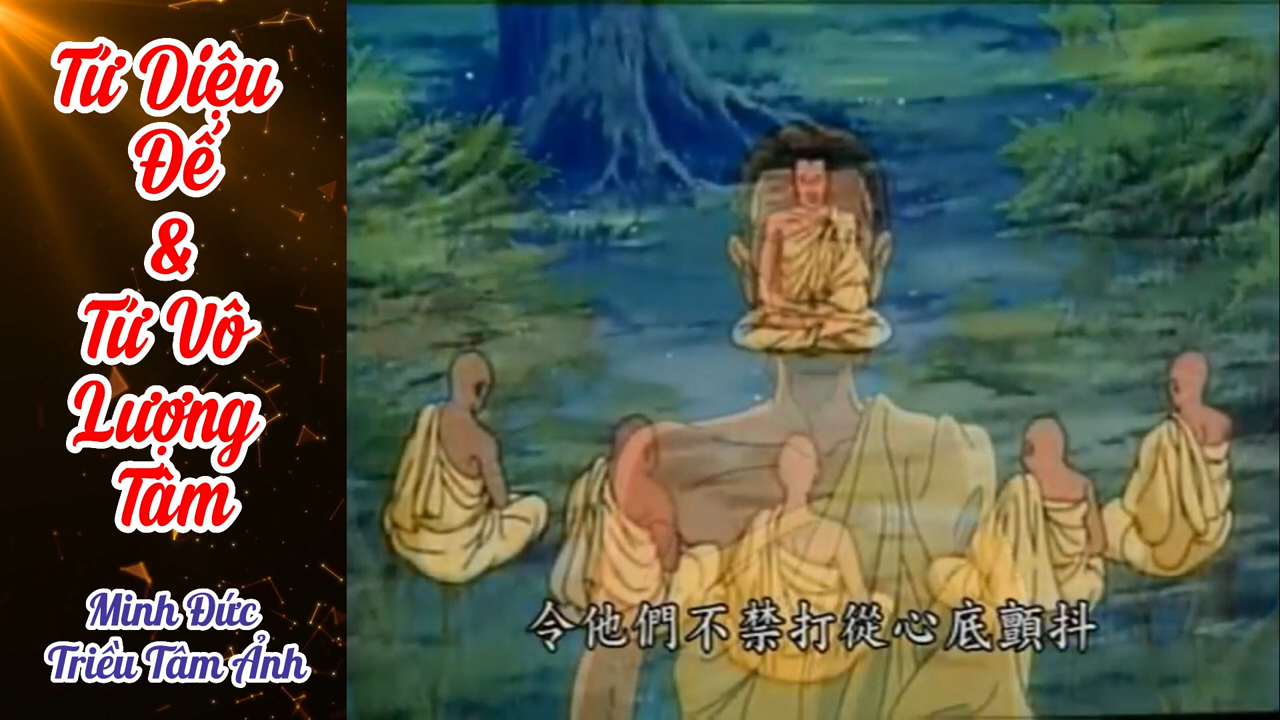 Tứ Diệu
Đế
&
Tứ Vô
Lượng
Tâm
Minh Đức
Triều Tâm Ảnh
令他們不禁打從心底顫抖